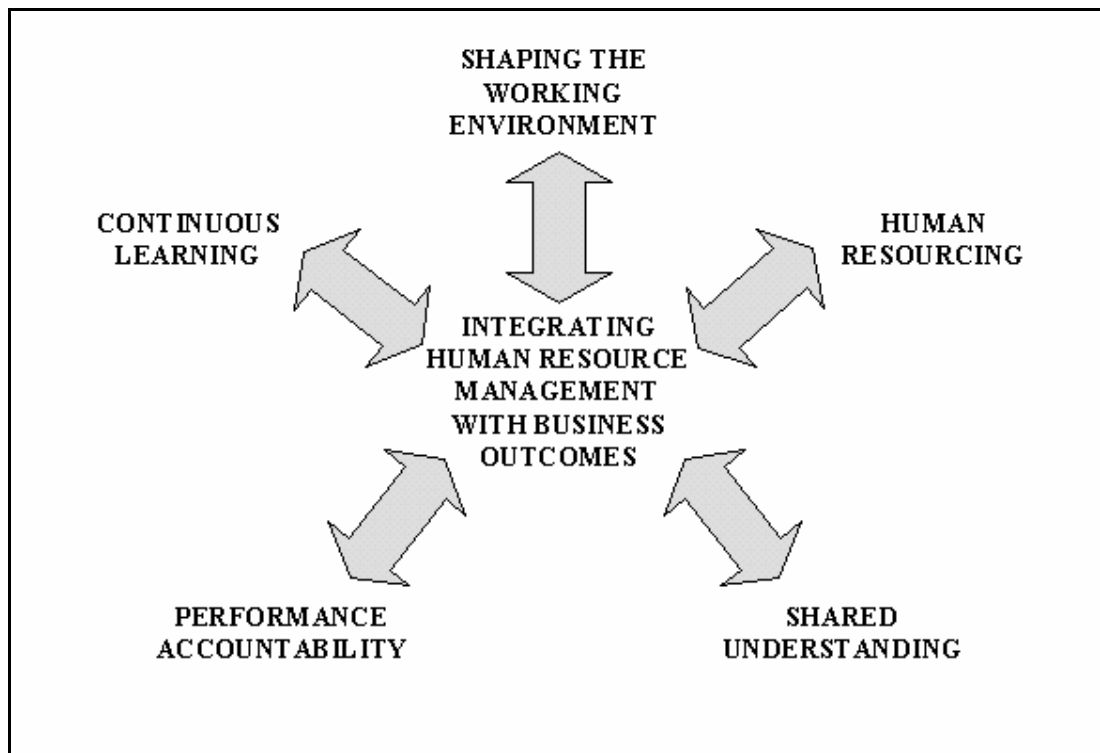 SHAPING THE
WORKING
ENVIRONMENT
CONTINUOUS
LEARNING
HUMAN
RESOURCING
INTEGRATING
HUMAN RESOURCE
MANAGEMENT
WITH BUSINESS
OUTCOMES
PERFORMANCE
ACCOUNTABILITY
SHARED
UNDERSTANDING